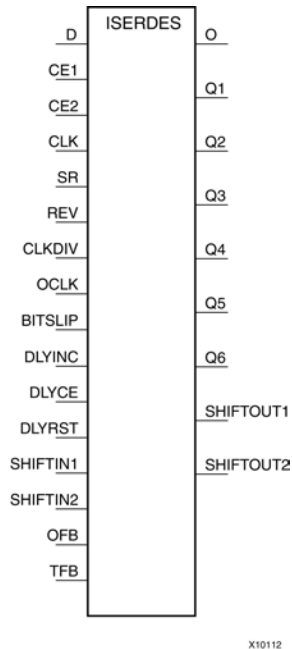 ISERDES
D O
CE1
Q1
CE2
CLK Q2
SR
Q3
REV
CLKDIV Q4
OCLK
Q5
BITSLIP
DLYINC Q6
DLYCE
SHIFTOUT1
DLYRST
SHIFTIN1 SHIFTOUT2
SHIFTIN2
OFB
TFB
X10112